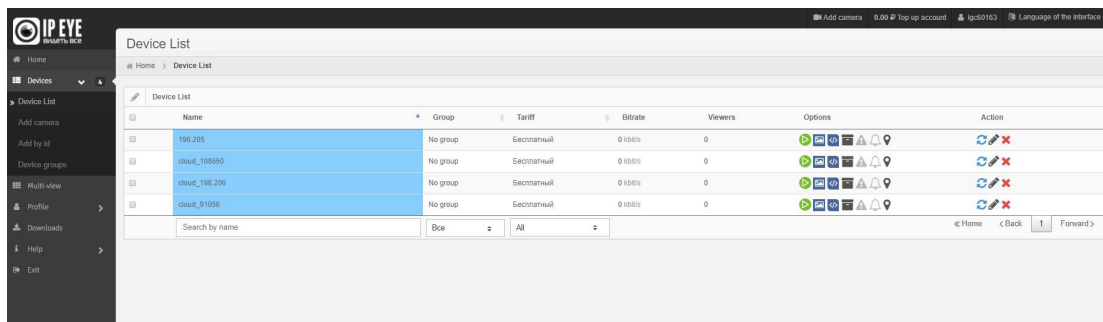 Add camera 0.00 ₽ Top up account lgc60163 Language of the interface
IP EYE
ВИДЕТЬ ВСЕ
Device List
Home
Home > Device List
Devices 4
Device List
Device List
Name Group Tariff Bitrate Viewers Options Action
Add camera
198.205 No group Бесплатный 0 kbit/s 0
Add by id
cloud_108650 No group Бесплатный 0 kbit/s 0
Device groups
cloud_198.206 No group Бесплатный 0 kbit/s 0
Multi-view
cloud_91056 No group Бесплатный 0 kbit/s 0
Profile
Search by name Все All « Home < Back 1 Forward >
Downloads
Help
Exit